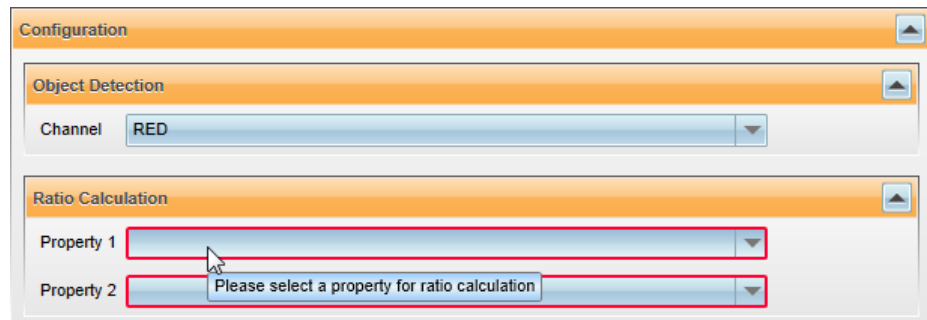 Configuration
Object Detection
Channel RED
Ratio Calculation
Property 1
Please select a property for ratio calculation
Property 2